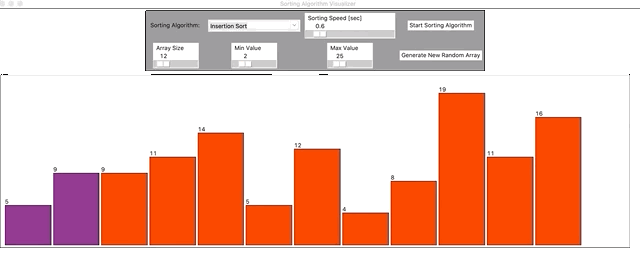 Sorting Algorithm Visualizer
Sorting Algorithm:
Insertion Sort
Sorting Speed [sec]
0.6
Start Sorting Algorithm
Array Size
12
Min Value
2
Max Value
25
Generate New Random Array
5
9
9
11
14
5
12
4
8
19
11
16